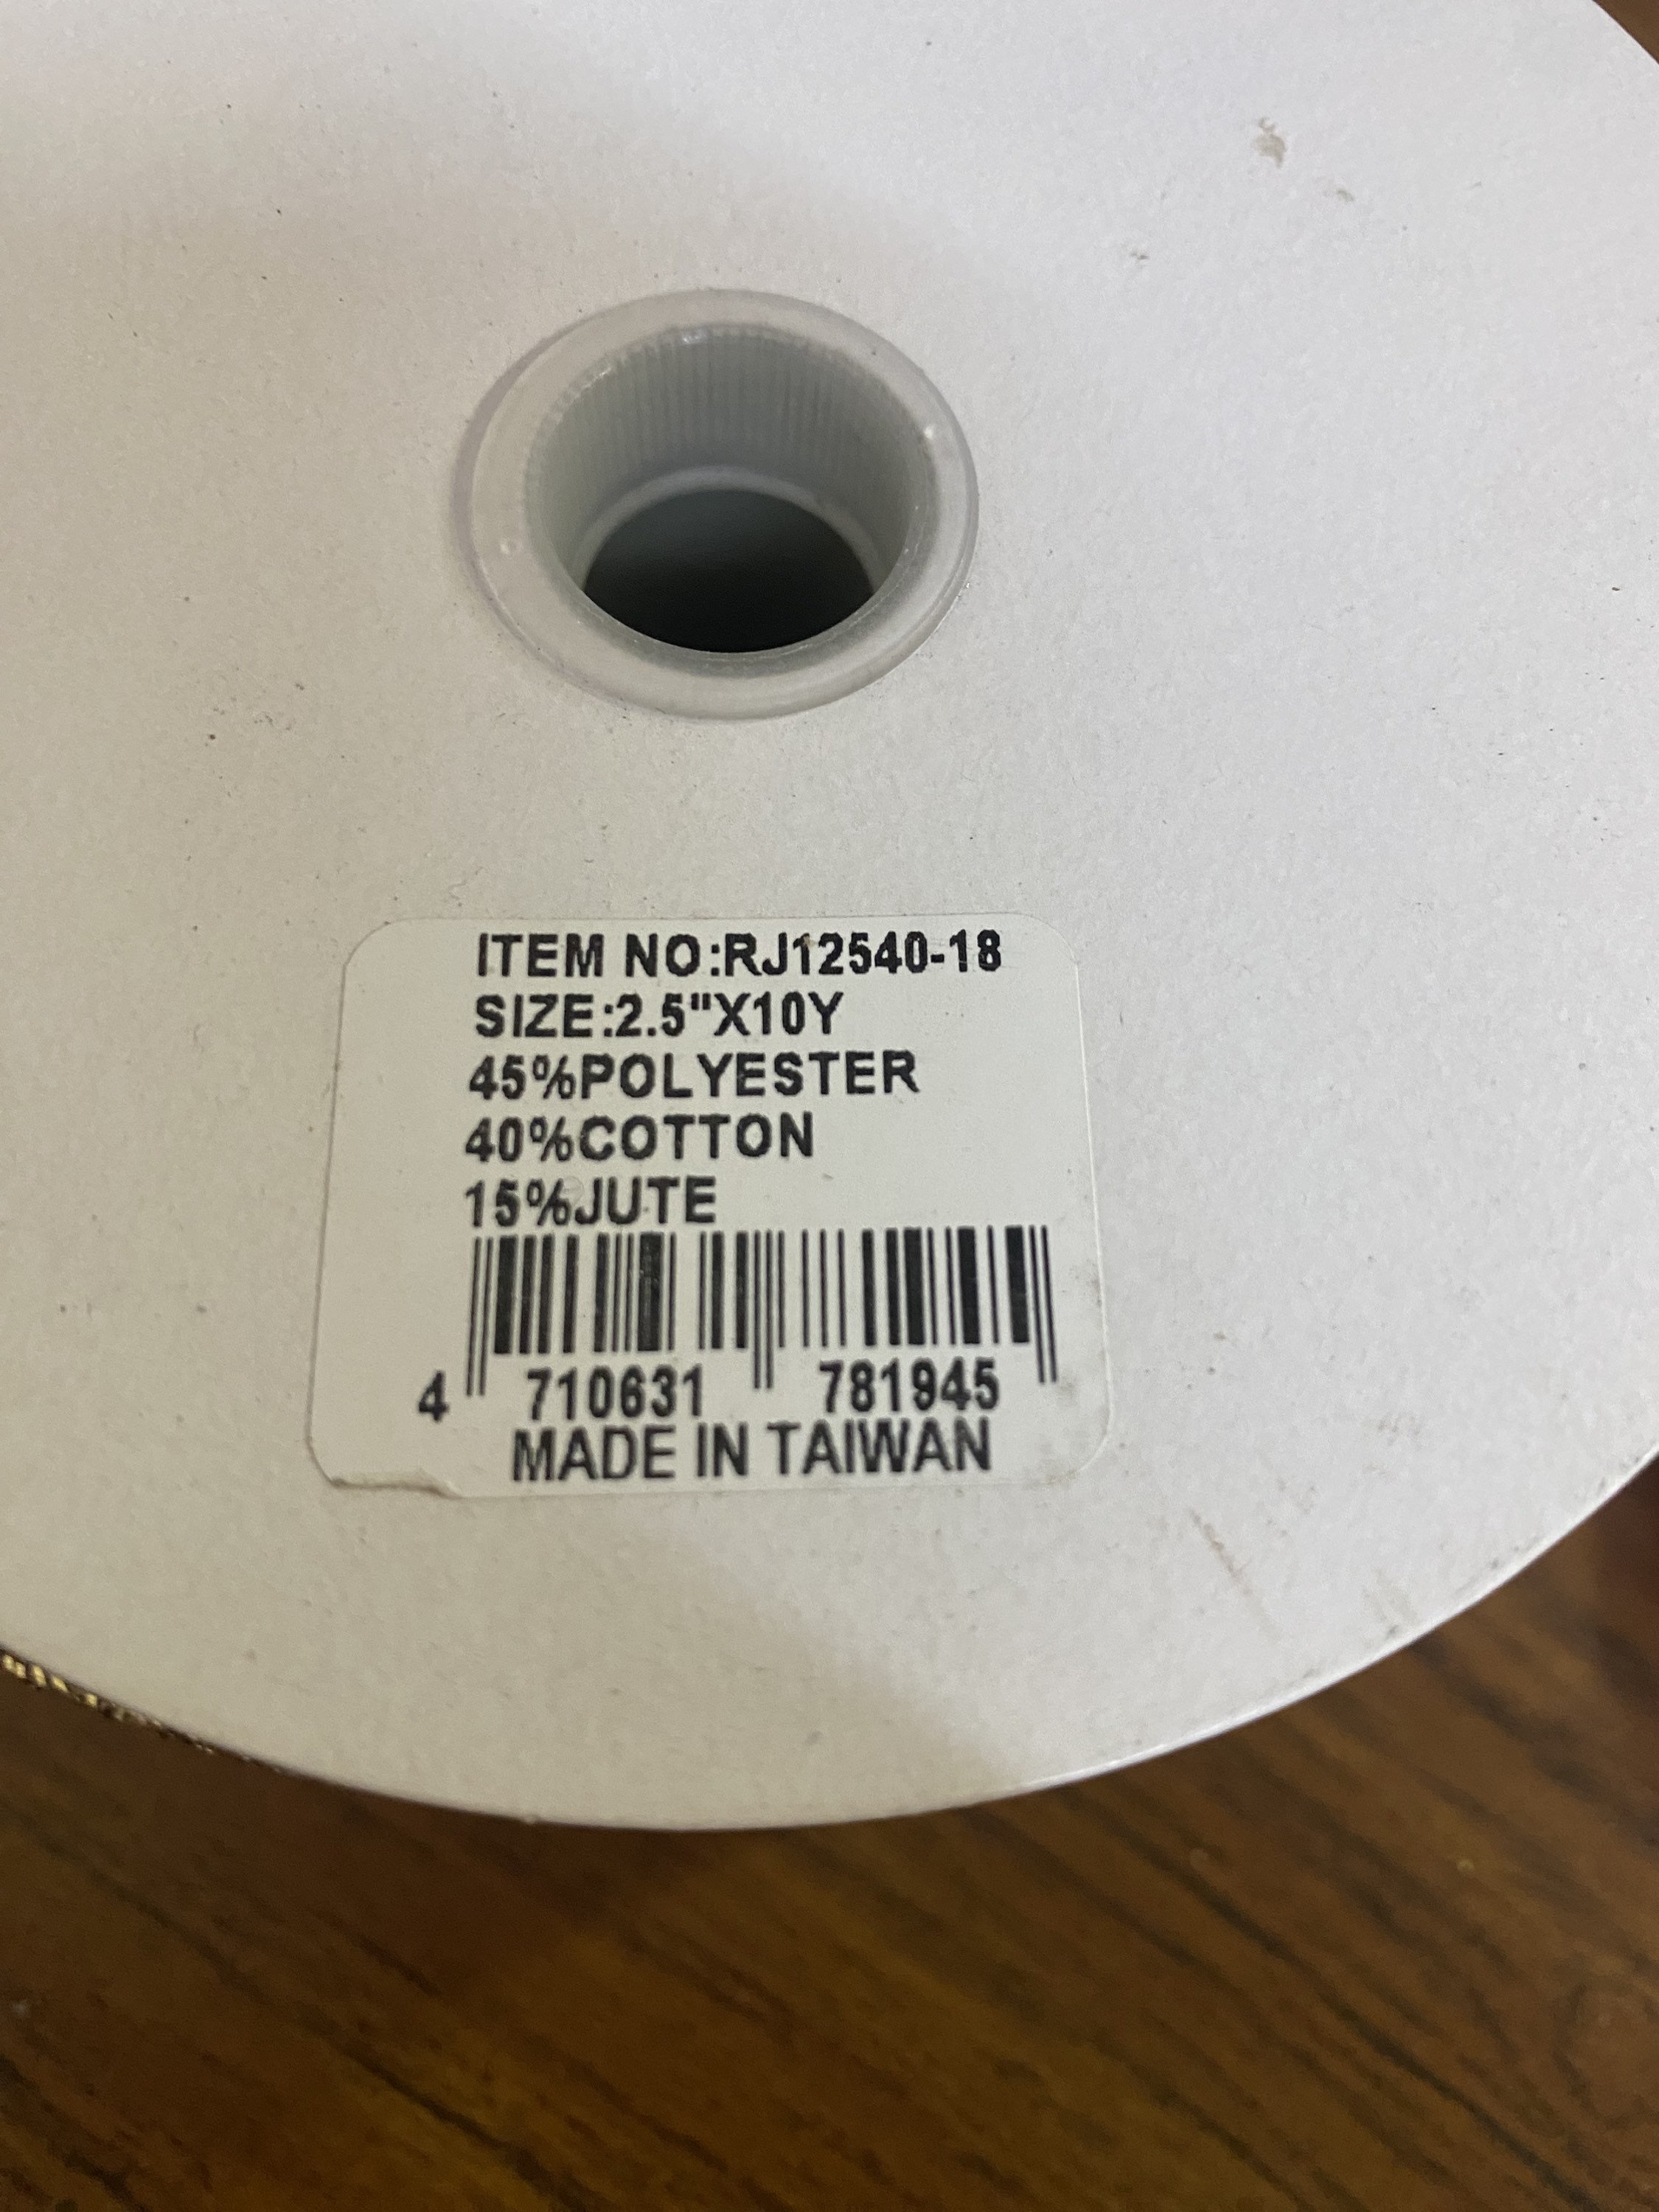 ITEM NO:RJ12540-18
SIZE:2.5"X10Y
45%POLYESTER
40%COTTON
15%JUTE
4 710631 781945
MADE IN TAIWAN